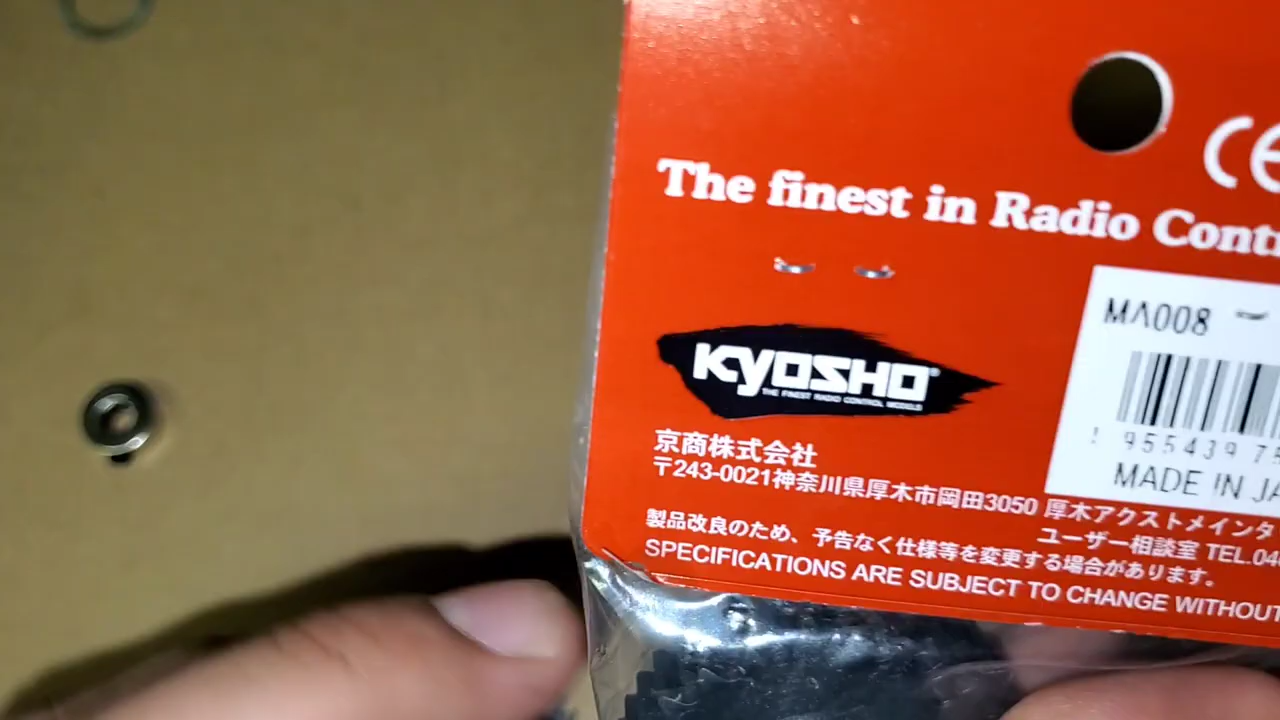 CE
The finest in Radio
MA008
KYOSHO
THE FINEST RADIO CONTROL MODELS
955439
MADE IN
京商株式会社
〒243-0021神奈川県厚木市岡田3050 厚木アクストメインタ
ユーザー相談室 TEL.04
製品改良のため、予告なく仕様等を変更する場合があります。
SPECIFICATIONS ARE SUBJECT TO CHANGE WITHOUT